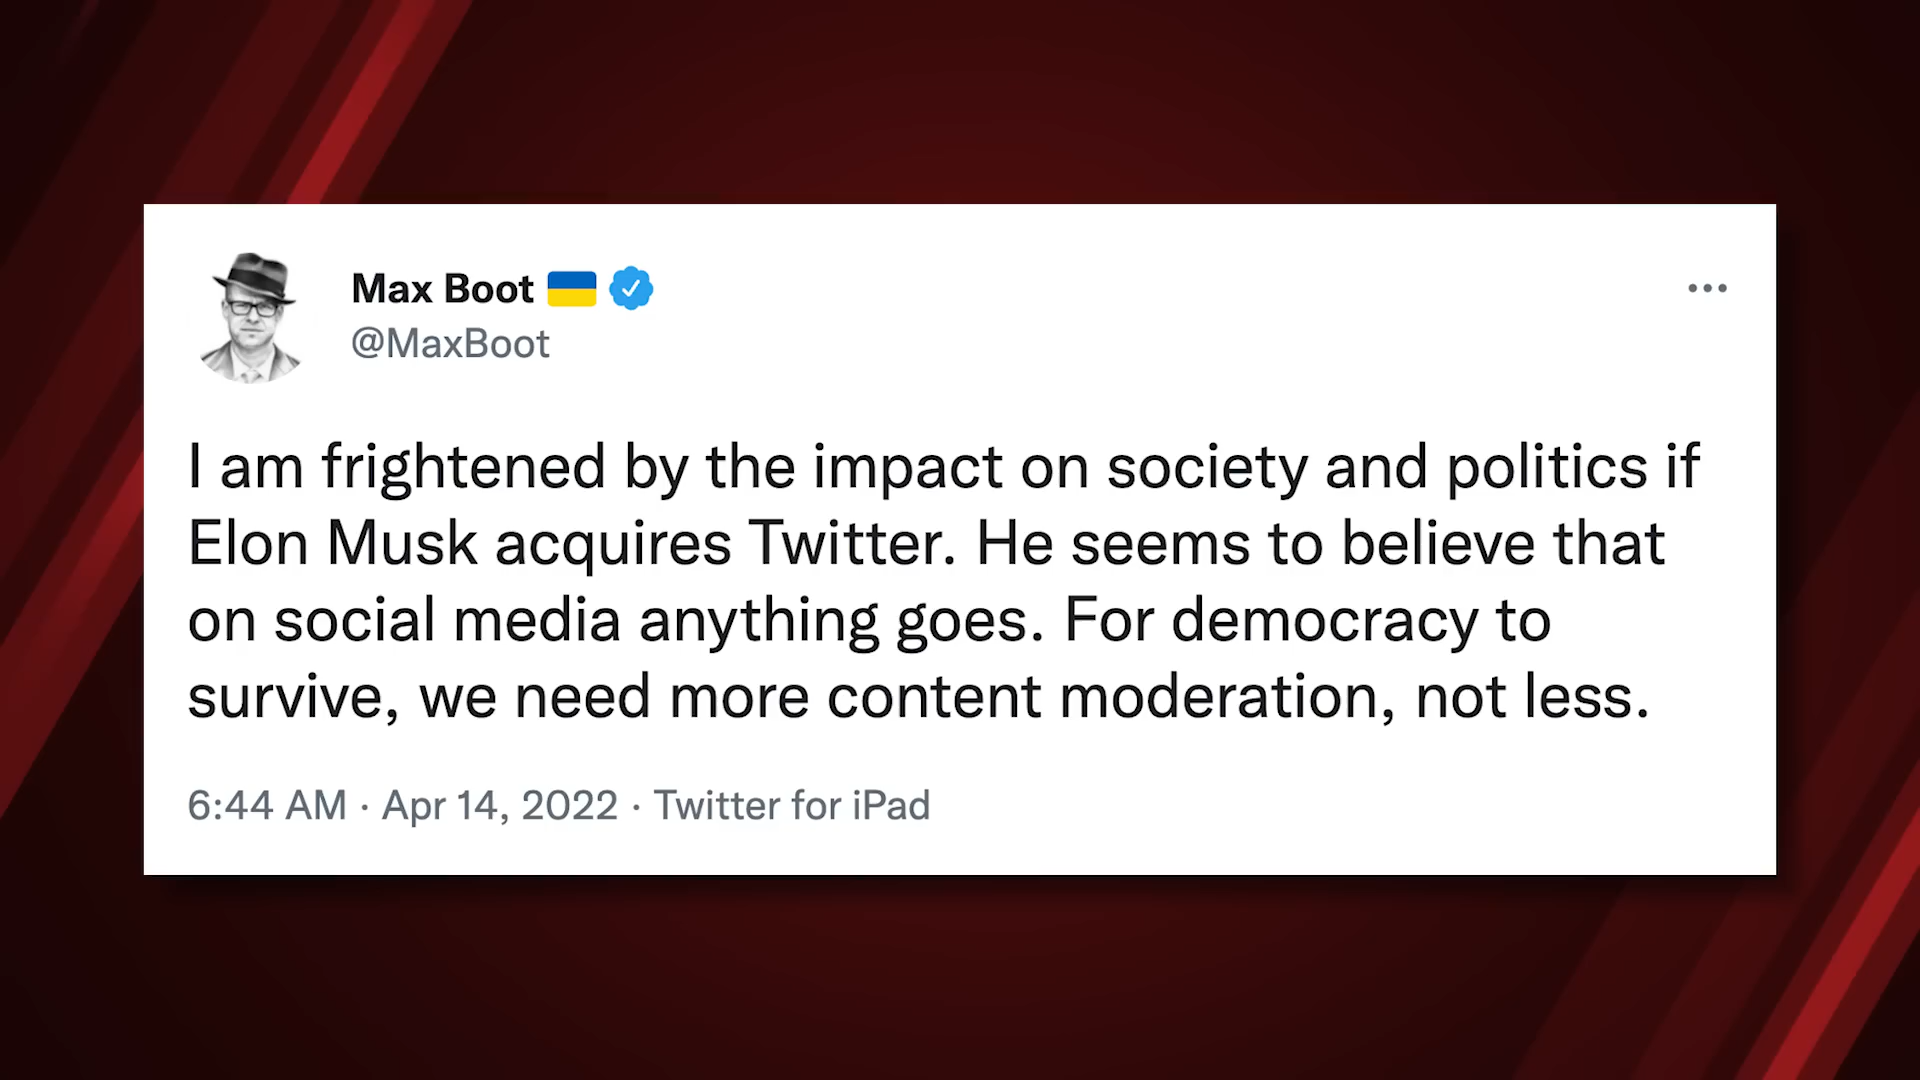 Max Boot 🇺🇦
@MaxBoot
I am frightened by the impact on society and politics if
Elon Musk acquires Twitter. He seems to believe that
on social media anything goes. For democracy to
survive, we need more content moderation, not less.
6:44 AM · Apr 14, 2022 · Twitter for iPad